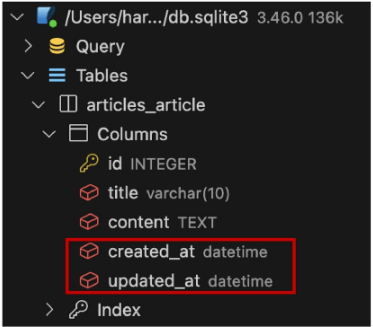 /Users/har.../db.sqlite3 3.46.0 136k
Query
Tables
articles_article
Columns
id INTEGER
title varchar(10)
content TEXT
created_at datetime
updated_at datetime
Index